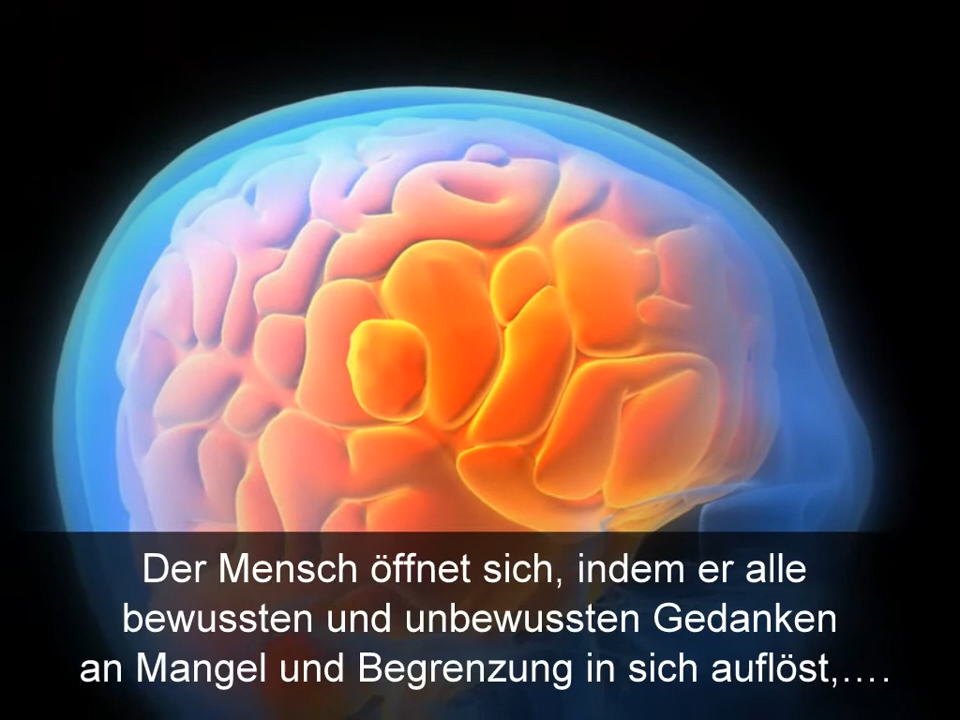 Der Mensch öffnet sich, indem er alle
bewussten und unbewussten Gedanken
an Mangel und Begrenzung in sich auflöst,….